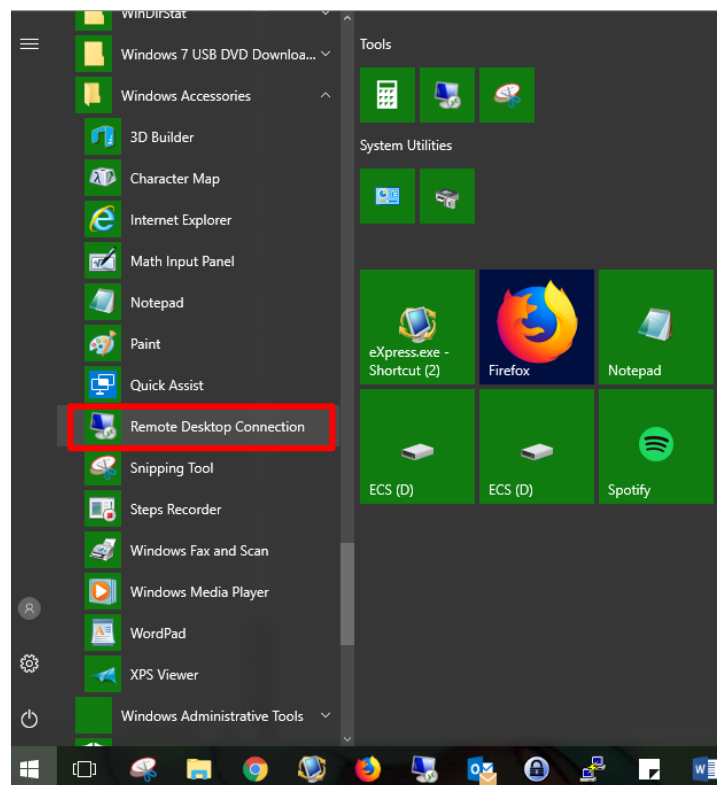 WinDirStat
Windows 7 USB DVD Downloa...
Windows Accessories
3D Builder
Character Map
Internet Explorer
Math Input Panel
Notepad
Paint
Quick Assist
Remote Desktop Connection
Snipping Tool
Steps Recorder
Windows Fax and Scan
Windows Media Player
WordPad
XPS Viewer
Windows Administrative Tools
Tools
System Utilities
eXpress.exe -
Shortcut (2)
Firefox
Notepad
ECS (D)
ECS (D)
Spotify